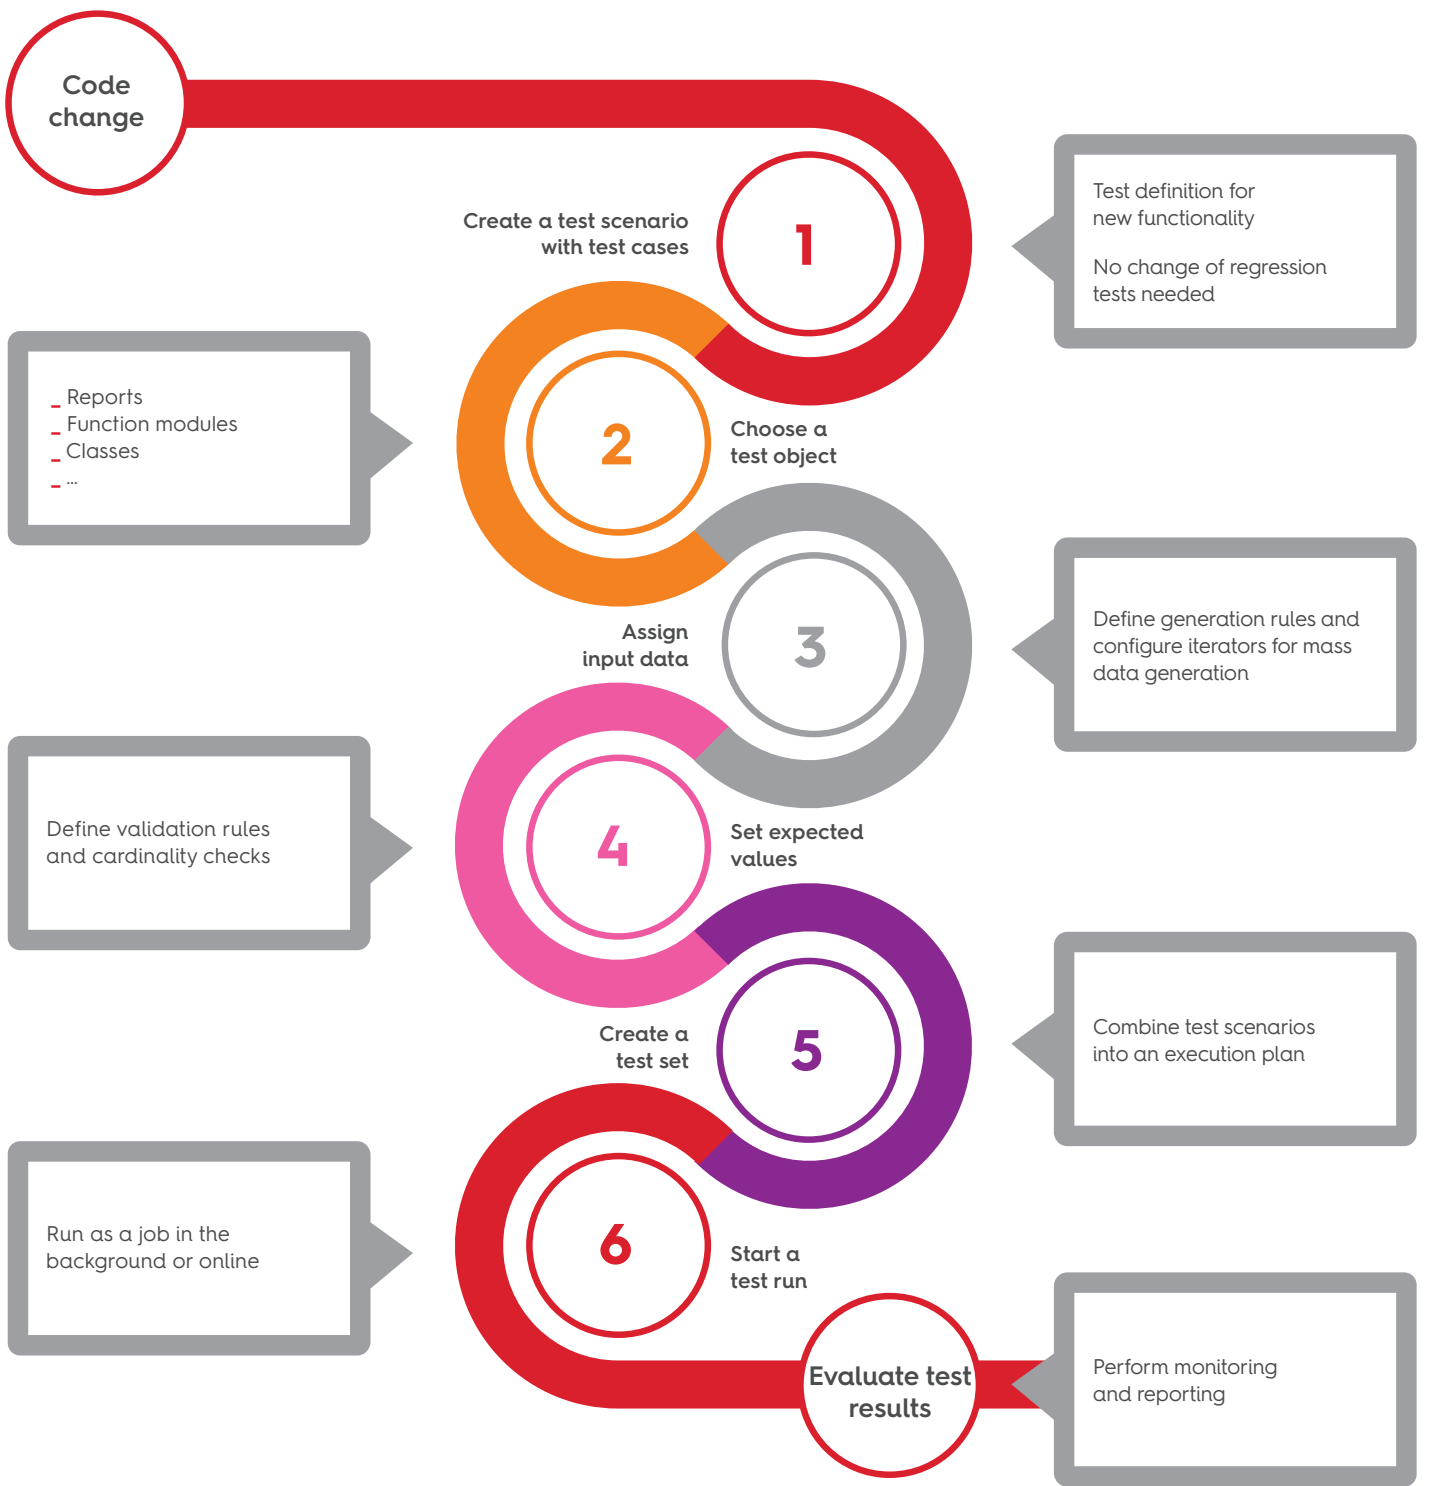 Code
change
Create a test scenario
with test cases
1
Test definition for
new functionality
No change of regression
tests needed
_ Reports
_ Function modules
_ Classes
_ ...
2
Choose a
test object
Assign
input data
3
Define generation rules and
configure iterators for mass
data generation
Define validation rules
and cardinality checks
4
Set expected
values
Create a
test set
5
Combine test scenarios
into an execution plan
Run as a job in the
background or online
6
Start a
test run
Evaluate test
results
Perform monitoring
and reporting